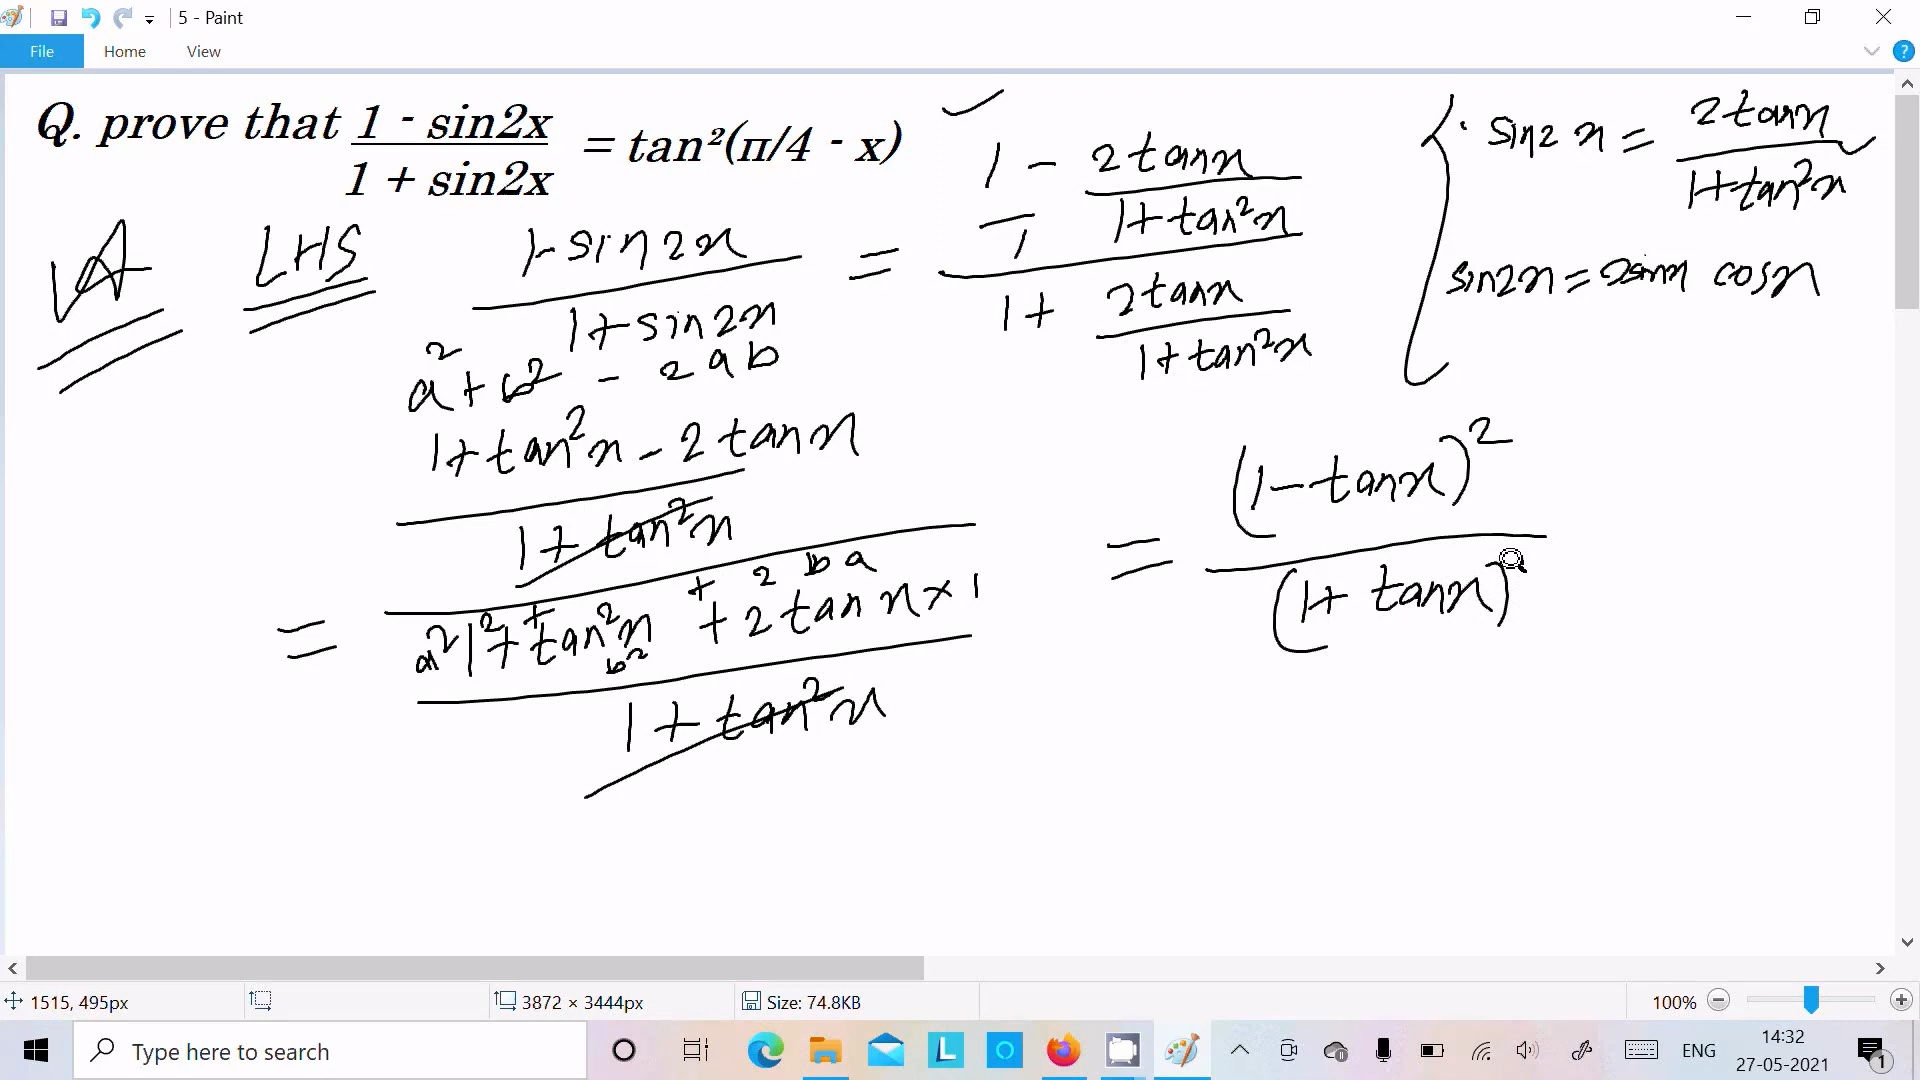 5 - Paint
File Home View
Q. prove that 1 - sin2x / 1 + sin2x = tan²(π/4 - x)
LHS
1 - sin2x / 1 + sin2x = 1 - 2tanx / 1+tan²x / 1 + 2tanx / 1+tan²x
sin2x = 2tanx / 1+tan²x
sin2x = 2sinx cosx
a² + b² - 2ab
1+tan²x - 2tanx
1 + tan²x
+ 2 b a
= a² 1² + tan²x + 2tanx × 1
b²
1 + tan²x
= (1 - tanx)²
(1 + tanx)
1515, 495px
3872 × 3444px
Size: 74.8KB
100%
Type here to search
ENG
14:32
27-05-2021
1